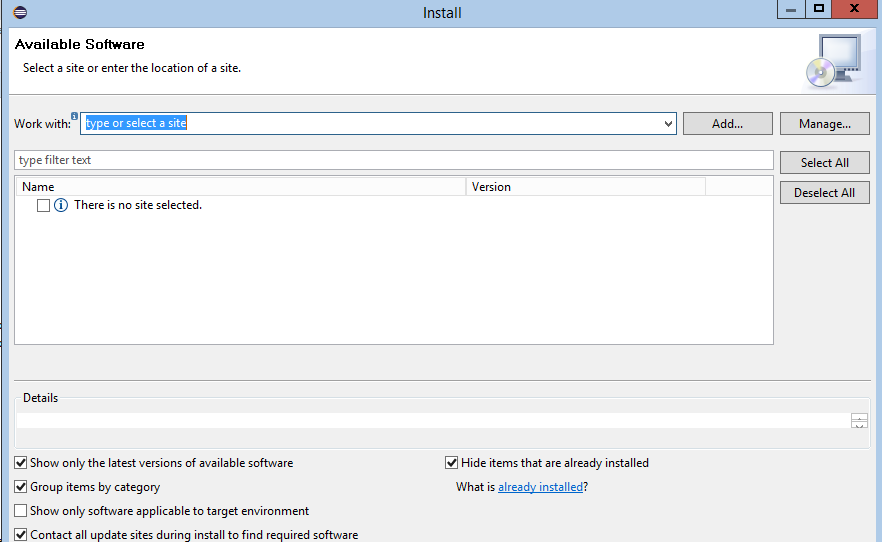 Install
Available Software
Select a site or enter the location of a site.
Work with: type or select a site Add... Manage...
type filter text Select All
Name Version Deselect All
There is no site selected.
Details
Show only the latest versions of available software Hide items that are already installed
Group items by category What is already installed?
Show only software applicable to target environment
Contact all update sites during install to find required software